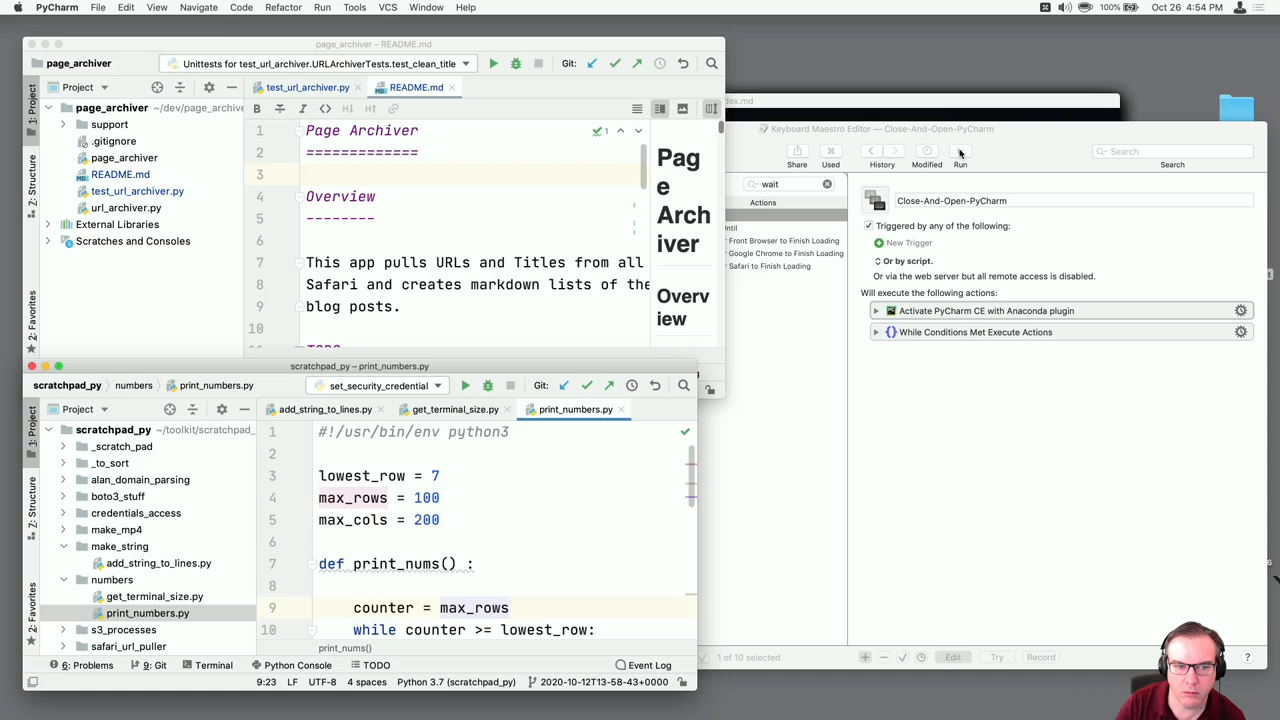 PyCharm File Edit View Navigate Code Refactor Run Tools VCS Window Help 100% Oct 26 4:54 PM
page_archiver – README.md
page_archiver Unittests for test_url_archiver.URLArchiverTests.test_clean_title Git:
Project test_url_archiver.py README.md
1: Project
Z: Structure
2: Favorites
page_archiver ~/dev/page_archive
support
.gitignore
page_archiver
README.md
test_url_archiver.py
url_archiver.py
External Libraries
Scratches and Consoles
B I <> H↓ H↑
1
1 Page Archiver
2 =============
3
4 Overview
5 --------
6
7 This app pulls URLs and Titles from all
8 Safari and creates markdown lists of the
9 blog posts.
10
Pag
e
Arch
iver
Overv
iew
dex.md
Keyboard Maestro Editor — Close-And-Open-PyCharm
Share Used History Modified Run Search
Search
wait
Actions
Until
Front Browser to Finish Loading
Google Chrome to Finish Loading
Safari to Finish Loading
Close-And-Open-PyCharm
Triggered by any of the following:
New Trigger
Or by script.
Or via the web server but all remote access is disabled.
Will execute the following actions:
Activate PyCharm CE with Anaconda plugin
While Conditions Met Execute Actions
1 of 10 selected Edit Try Record ?
scratchpad_py – print_numbers.py
scratchpad_py numbers print_numbers.py set_security_credential Git:
Project add_string_to_lines.py get_terminal_size.py print_numbers.py
1: Project
Z: Structure
2: Favorites
scratchpad_py ~/toolkit/scratchpad_
_scratch_pad
_to_sort
alan_domain_parsing
boto3_stuff
credentials_access
make_mp4
make_string
add_string_to_lines.py
numbers
get_terminal_size.py
print_numbers.py
s3_processes
safari_url_puller
1 #!/usr/bin/env python3
2
3 lowest_row = 7
4 max_rows = 100
5 max_cols = 200
6
7 def print_nums() :
8
9 counter = max_rows
10 while counter >= lowest_row:
print_nums()
6: Problems 9: Git Terminal Python Console TODO Event Log
9:23 LF UTF-8 4 spaces Python 3.7 (scratchpad_py) 2020-10-12T13-58-43+0000